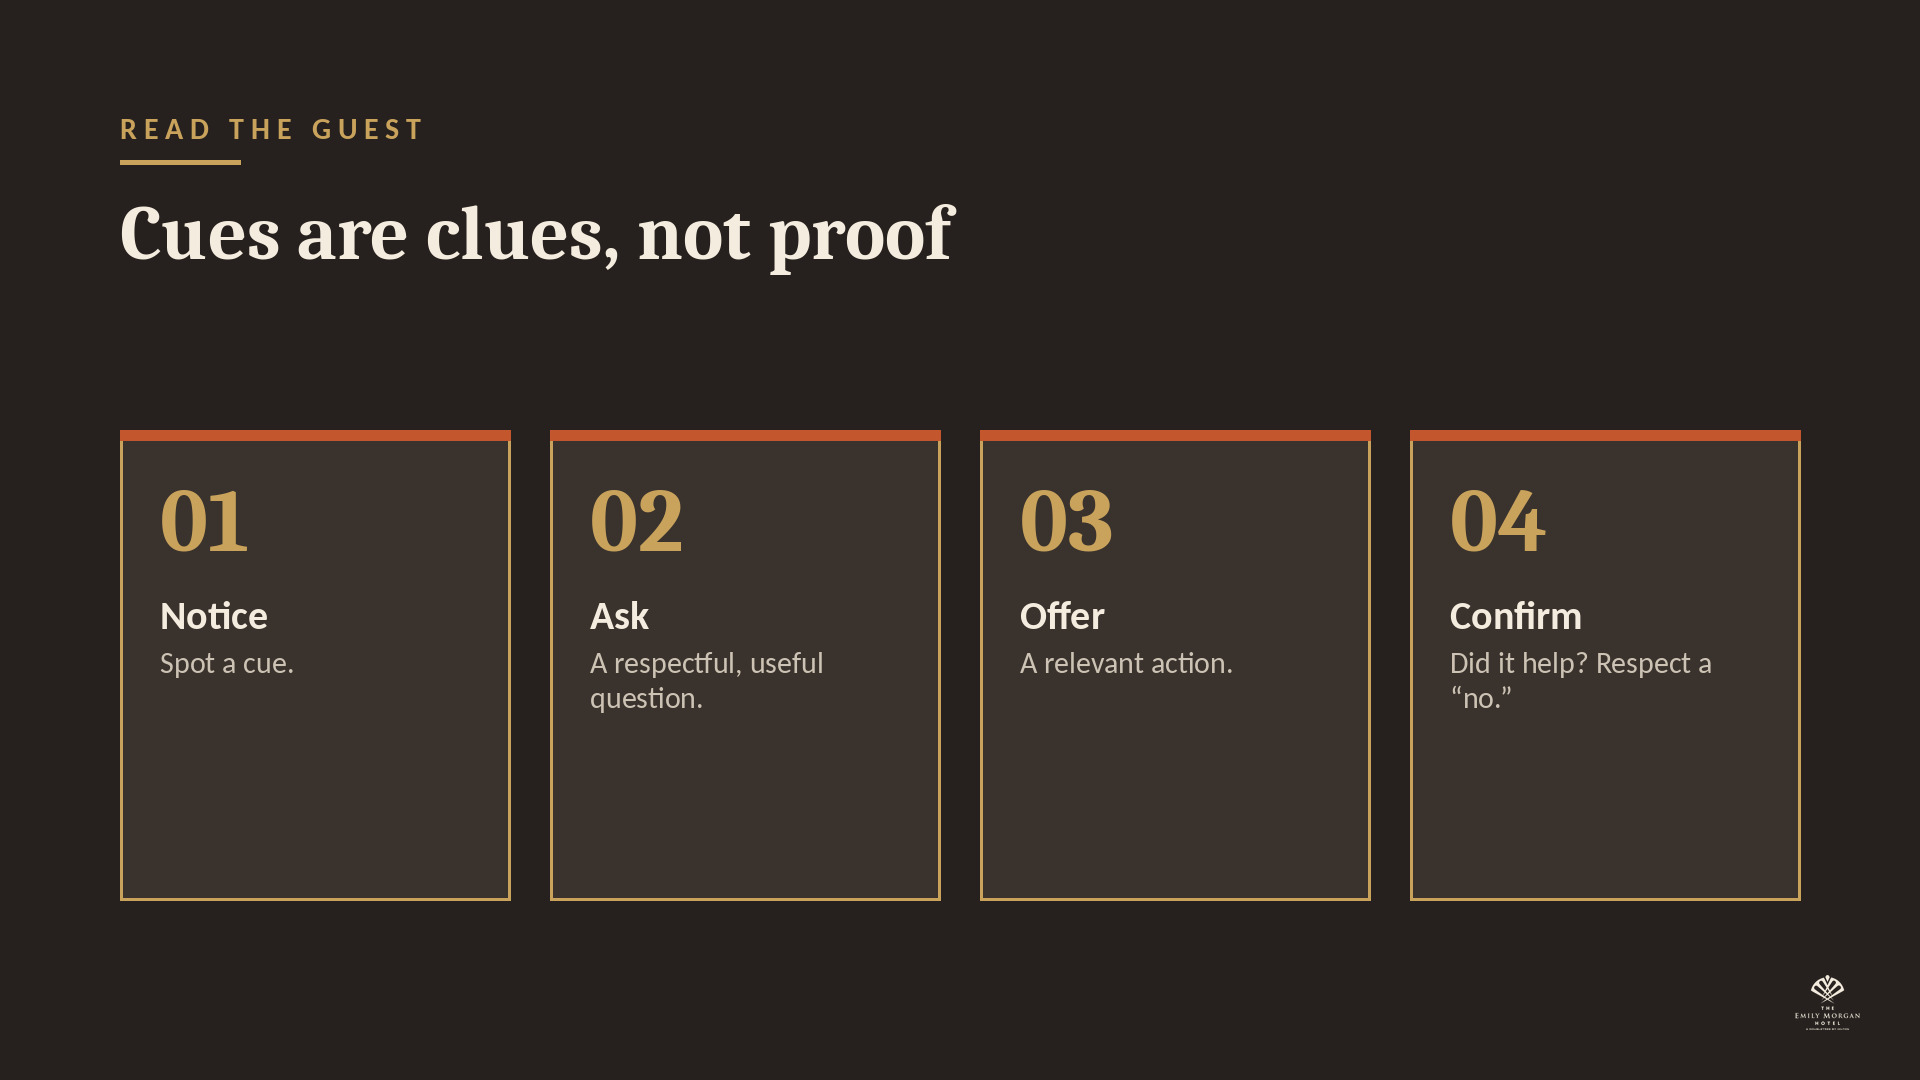 READ THE GUEST
Cues are clues, not proof
01
Notice
Spot a cue.
02
Ask
A respectful, useful
question.
03
Offer
A relevant action.
04
Confirm
Did it help? Respect a
“no.”
THE
EMILY MORGAN
HOTEL